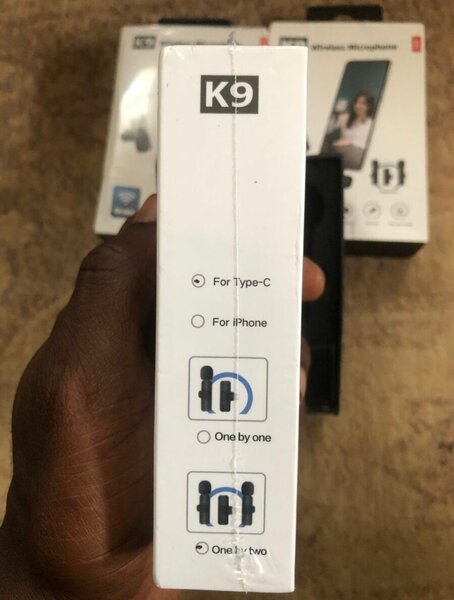 K9
Wireless Microphone
K9
For Type-C
For iPhone
One by one
One by two